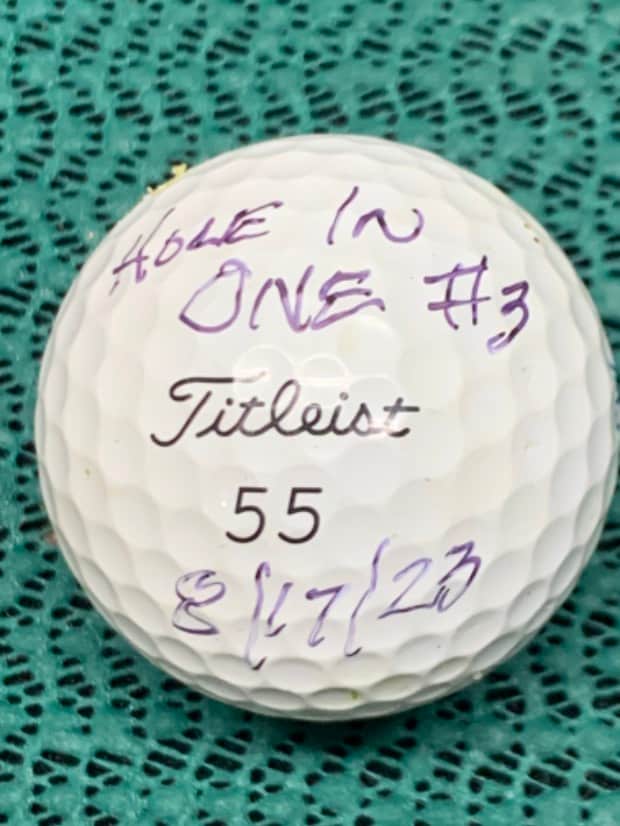 HOLE IN
ONE #3
Titleist
55
8/17/23